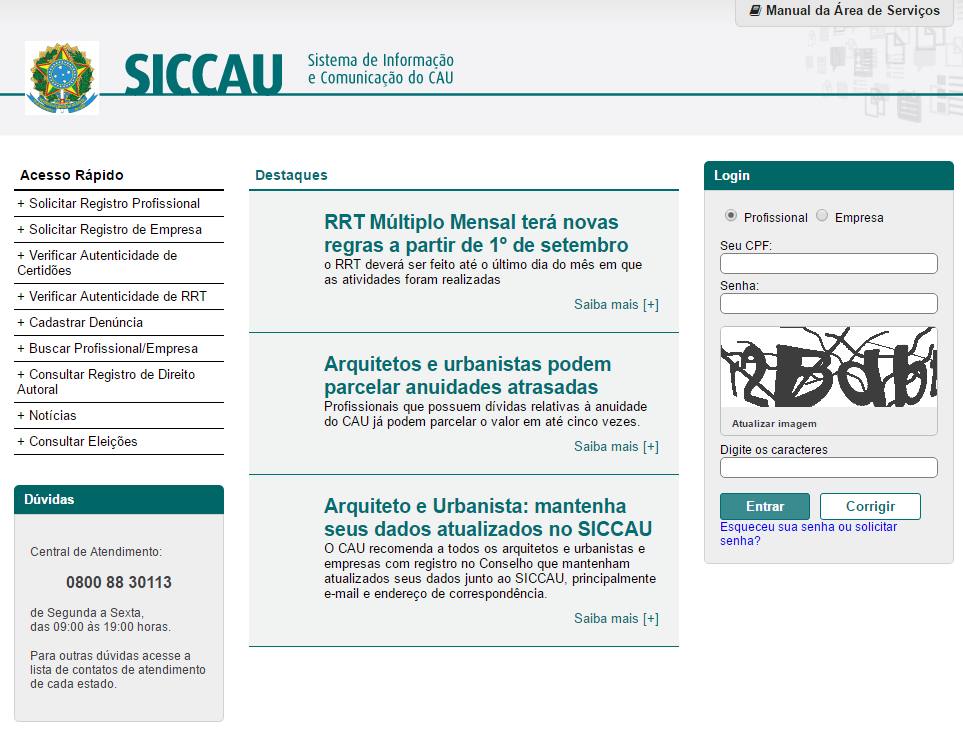 Manual da Área de Serviços
SICCAU
Sistema de Informação
e Comunicação do CAU
Acesso Rápido
+ Solicitar Registro Profissional
+ Solicitar Registro de Empresa
+ Verificar Autenticidade de
Certidões
+ Verificar Autenticidade de RRT
+ Cadastrar Denúncia
+ Buscar Profissional/Empresa
+ Consultar Registro de Direito
Autoral
+ Notícias
+ Consultar Eleições
Dúvidas
Central de Atendimento:
0800 88 30113
de Segunda a Sexta,
das 09:00 às 19:00 horas.
Para outras dúvidas acesse a
lista de contatos de atendimento
de cada estado.
Destaques
RRT Múltiplo Mensal terá novas
regras a partir de 1º de setembro
o RRT deverá ser feito até o último dia do mês em que
as atividades foram realizadas
Saiba mais [+]
Arquitetos e urbanistas podem
parcelar anuidades atrasadas
Profissionais que possuem dívidas relativas à anuidade
do CAU já podem parcelar o valor em até cinco vezes.
Saiba mais [+]
Arquiteto e Urbanista: mantenha
seus dados atualizados no SICCAU
O CAU recomenda a todos os arquitetos e urbanistas e
empresas com registro no Conselho que mantenham
atualizados seus dados junto ao SICCAU, principalmente
e-mail e endereço de correspondência.
Saiba mais [+]
Login
Profissional Empresa
Seu CPF:
Senha:
Atualizar imagem
Digite os caracteres
Entrar Corrigir
Esqueceu sua senha ou solicitar
senha?